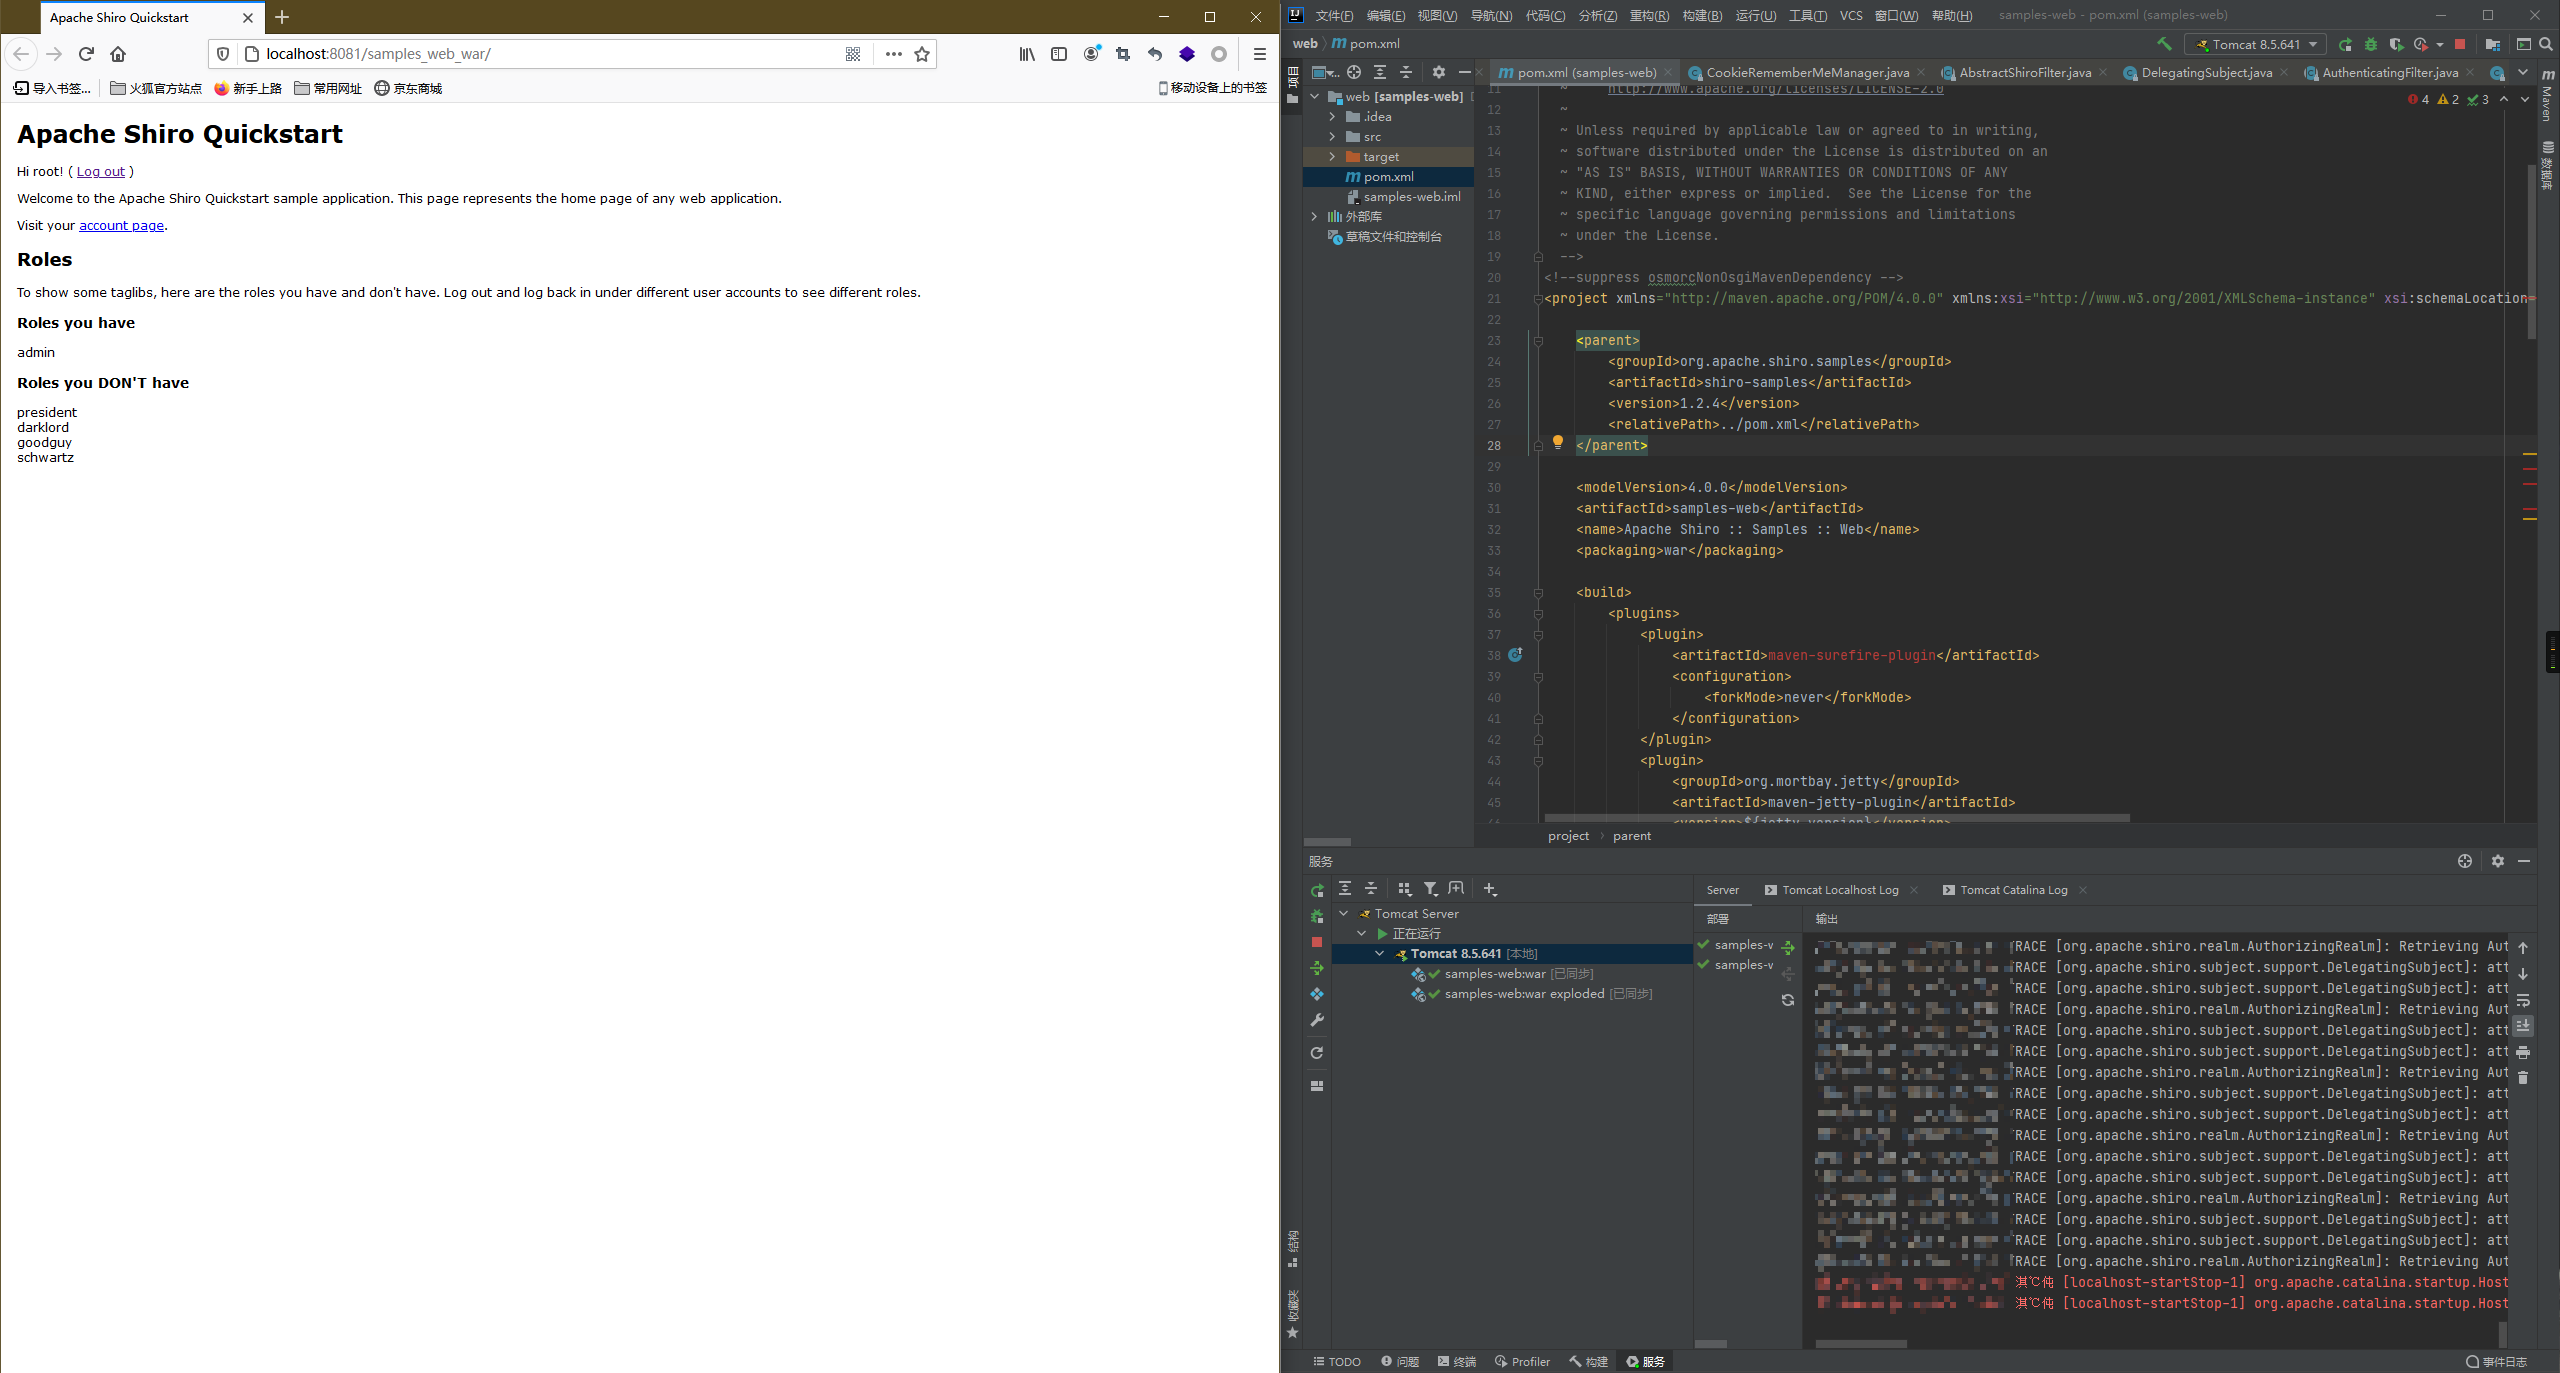 Apache Shiro Quickstart
localhost:8081/samples_web_war/
导入书签... 火狐官方站点 新手上路 常用网址 京东商城 移动设备上的书签
Apache Shiro Quickstart
Hi root! ( Log out )
Welcome to the Apache Shiro Quickstart sample application. This page represents the home page of any web application.
Visit your account page.
Roles
To show some taglibs, here are the roles you have and don't have. Log out and log back in under different user accounts to see different roles.
Roles you have
admin
Roles you DON'T have
president
darklord
goodguy
schwartz
文件(F) 编辑(E) 视图(V) 导航(N) 代码(C) 分析(Z) 重构(R) 构建(B) 运行(U) 工具(T) VCS 窗口(W) 帮助(H) samples-web - pom.xml (samples-web)
web pom.xml Tomcat 8.5.641
pom.xml (samples-web) CookieRememberMeManager.java AbstractShiroFilter.java DelegatingSubject.java AuthenticatingFilter.java
项目
web [samples-web]
.idea
src
target
pom.xml
samples-web.iml
外部库
草稿文件和控制台
4 2 3
Maven
数据库
11 ~ http://www.apache.org/licenses/LICENSE-2.0
12 ~
13 ~ Unless required by applicable law or agreed to in writing,
14 ~ software distributed under the License is distributed on an
15 ~ "AS IS" BASIS, WITHOUT WARRANTIES OR CONDITIONS OF ANY
16 ~ KIND, either express or implied.  See the License for the
17 ~ specific language governing permissions and limitations
18 ~ under the License.
19 -->
20 <!--suppress osmorcNonOsgiMavenDependency -->
21 <project xmlns="http://maven.apache.org/POM/4.0.0" xmlns:xsi="http://www.w3.org/2001/XMLSchema-instance" xsi:schemaLocation=
22
23 <parent>
24 <groupId>org.apache.shiro.samples</groupId>
25 <artifactId>shiro-samples</artifactId>
26 <version>1.2.4</version>
27 <relativePath>../pom.xml</relativePath>
28 </parent>
29
30 <modelVersion>4.0.0</modelVersion>
31 <artifactId>samples-web</artifactId>
32 <name>Apache Shiro :: Samples :: Web</name>
33 <packaging>war</packaging>
34
35 <build>
36 <plugins>
37 <plugin>
38 <artifactId>maven-surefire-plugin</artifactId>
39 <configuration>
40 <forkMode>never</forkMode>
41 </configuration>
42 </plugin>
43 <plugin>
44 <groupId>org.mortbay.jetty</groupId>
45 <artifactId>maven-jetty-plugin</artifactId>
<version>${jetty.version}</version>
project parent
服务
Tomcat Server
正在运行
Tomcat 8.5.641 [本地]
samples-web:war [已同步]
samples-web:war exploded [已同步]
Server Tomcat Localhost Log Tomcat Catalina Log
部署 输出
samples-w
samples-w
RACE [org.apache.shiro.realm.AuthorizingRealm]: Retrieving Aut
RACE [org.apache.shiro.subject.support.DelegatingSubject]: att
RACE [org.apache.shiro.subject.support.DelegatingSubject]: att
RACE [org.apache.shiro.realm.AuthorizingRealm]: Retrieving Aut
RACE [org.apache.shiro.subject.support.DelegatingSubject]: att
RACE [org.apache.shiro.subject.support.DelegatingSubject]: att
RACE [org.apache.shiro.realm.AuthorizingRealm]: Retrieving Aut
RACE [org.apache.shiro.subject.support.DelegatingSubject]: att
RACE [org.apache.shiro.subject.support.DelegatingSubject]: att
RACE [org.apache.shiro.realm.AuthorizingRealm]: Retrieving Aut
RACE [org.apache.shiro.subject.support.DelegatingSubject]: att
RACE [org.apache.shiro.subject.support.DelegatingSubject]: att
RACE [org.apache.shiro.realm.AuthorizingRealm]: Retrieving Aut
RACE [org.apache.shiro.subject.support.DelegatingSubject]: att
RACE [org.apache.shiro.subject.support.DelegatingSubject]: att
RACE [org.apache.shiro.realm.AuthorizingRealm]: Retrieving Aut
淇℃伅 [localhost-startStop-1] org.apache.catalina.startup.Host
淇℃伅 [localhost-startStop-1] org.apache.catalina.startup.Host
结构
收藏夹
TODO 问题 终端 Profiler 构建 服务 事件日志